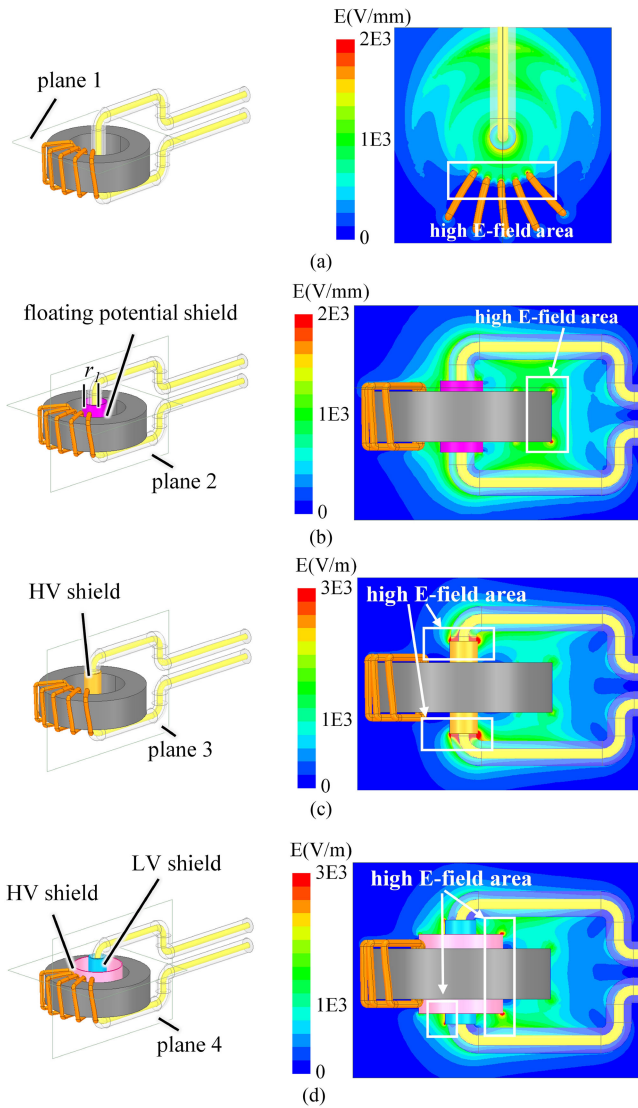 E(V/mm)
2E3
plane 1
1E3
0
high E-field area
(a)
E(V/mm)
2E3
high E-field area
floating potential shield
r1
1E3
plane 2
0
(b)
E(V/m)
3E3
high E-field area
HV shield
1E3
plane 3
0
(c)
E(V/m)
3E3
high E-field area
LV shield
HV shield
1E3
plane 4
0
(d)